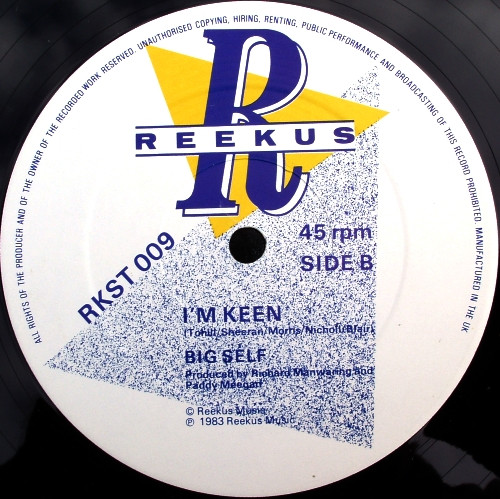 ALL RIGHTS OF THE PRODUCER AND OF THE OWNER OF THE RECORDED WORK RESERVED. UNAUTHORISED COPYING, HIRING, RENTING, PUBLIC PERFORMANCE AND BROADCASTING OF THIS RECORD PROHIBITED. MANUFACTURED IN THE UK
R
REEKUS
45 rpm
SIDE B
RKST 009
I'M KEEN
(Tohill/Sheeran/Morris/Nicholl/Blair)
BIG SELF
Produced by Richard Manwaring and
Paddy Meegan
© Reekus Music
℗ 1983 Reekus Music